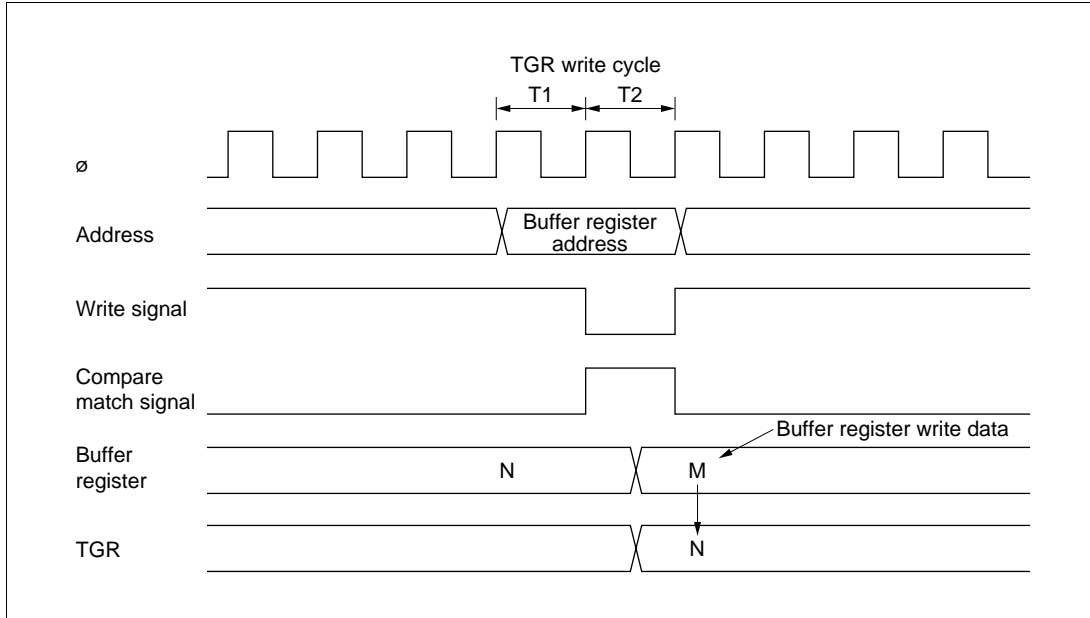 TGR write cycle
T1 T2
ø
Address
Buffer register
address
Write signal
Compare
match signal
Buffer register write data
Buffer
register
N M
TGR
N